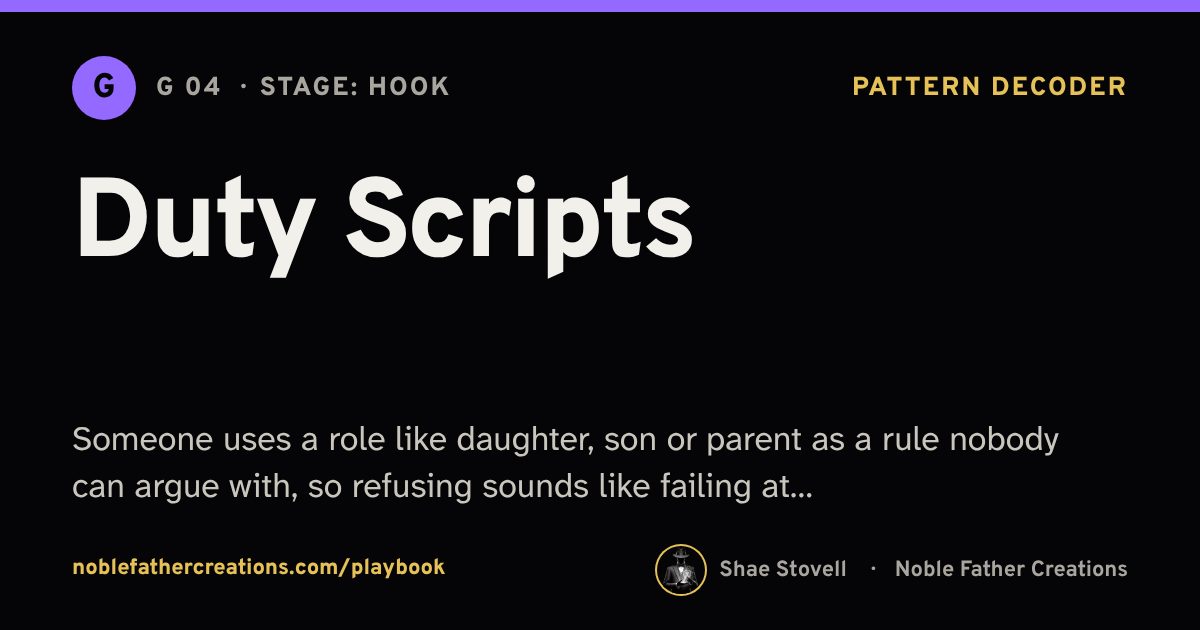 G
G 04 · STAGE: HOOK
PATTERN DECODER
Duty Scripts
Someone uses a role like daughter, son or parent as a rule nobody
can argue with, so refusing sounds like failing at...
noblefathercreations.com/playbook
Shae Stovell · Noble Father Creations